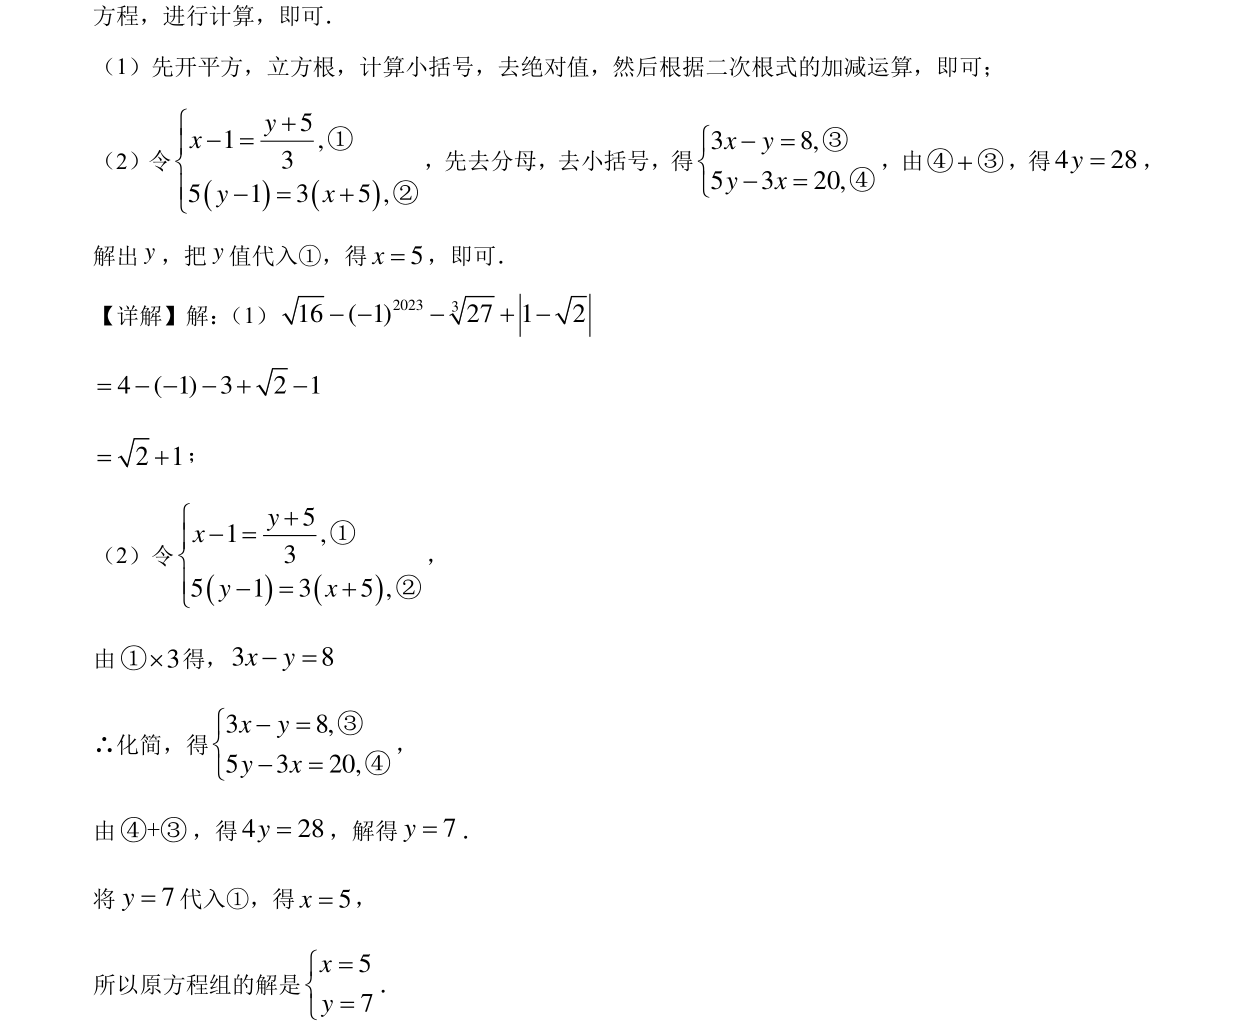 方程，进行计算，即可．
（1）先开平方，立方根，计算小括号，去绝对值，然后根据二次根式的加减运算，即可；
（2）令{x−1=(y+5)/3,① 5(y−1)=3(x+5),②，先去分母，去小括号，得{3x−y=8,③ 5y−3x=20,④，由④+③，得4y=28，
解出y，把y值代入①，得x=5，即可．
【详解】解：（1）√16−(−1)^2023−∛27+|1−√2|
=4−(−1)−3+√2−1
=√2+1；
（2）令{x−1=(y+5)/3,① 5(y−1)=3(x+5),②，
由①×3得，3x−y=8
∴化简，得{3x−y=8,③ 5y−3x=20,④，
由④+③，得4y=28，解得y=7．
将y=7代入①，得x=5，
所以原方程组的解是{x=5 y=7．